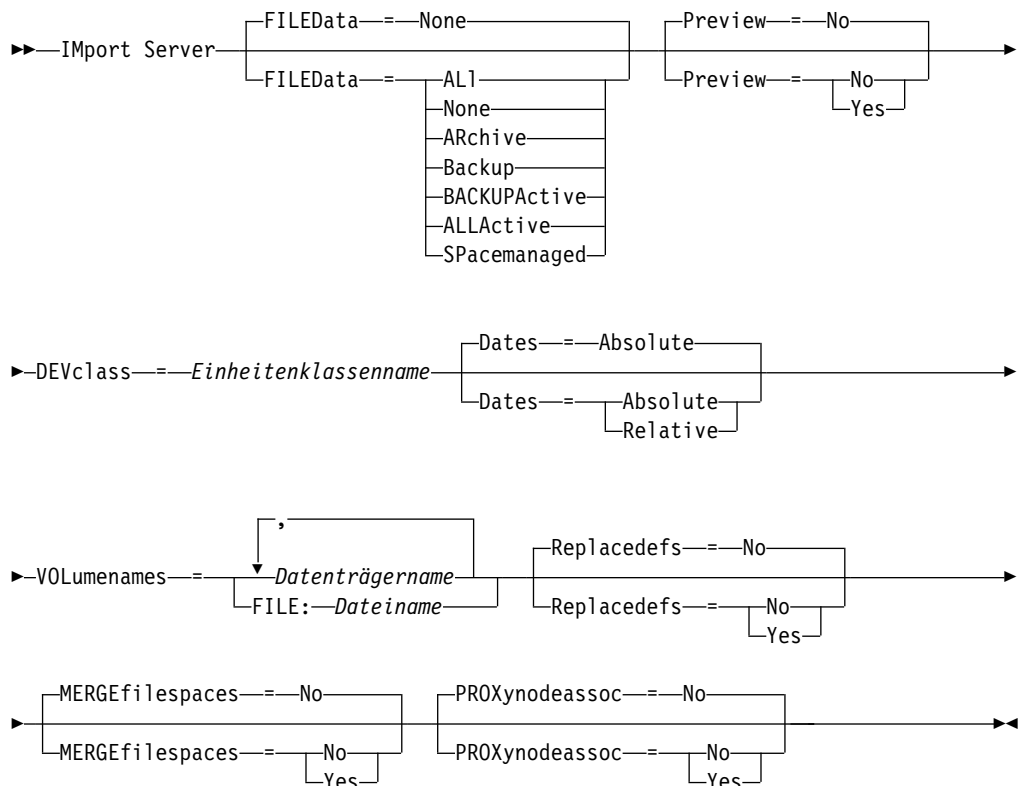 FILEData = None Preview = No
IMport Server
FILEData = ALl Preview = No
None Yes
ARchive
Backup
BACKUPActive
ALLActive
SPacemanaged
Dates = Absolute
DEVclass = Einheitenklassenname
Dates = Absolute
Relative
,
Replacedefs = No
VOLumenames = Datenträgername
FILE: Dateiname Replacedefs = No
Yes
MERGEfilespaces = No PROXynodeassoc = No
MERGEfilespaces = No PROXynodeassoc = No
Yes Yes